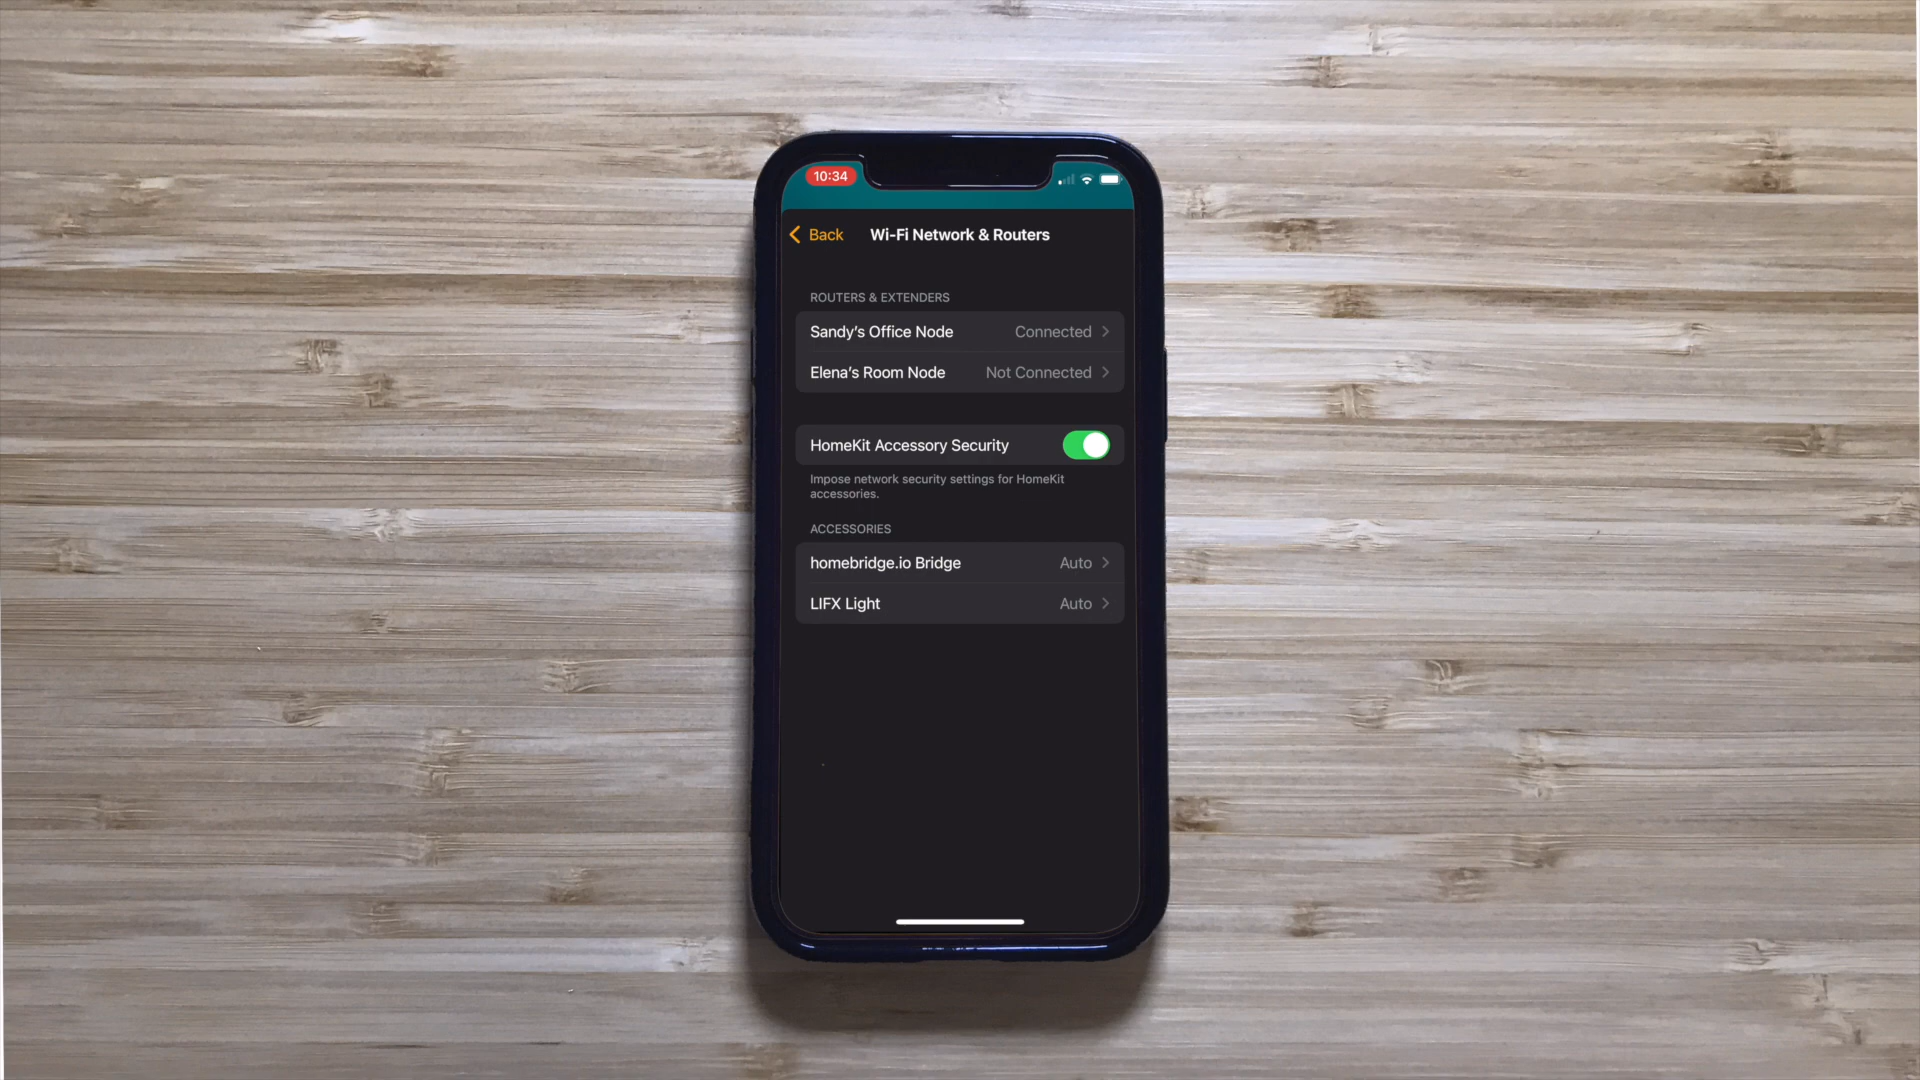 10:34
Back
Wi-Fi Network & Routers
ROUTERS & EXTENDERS
Sandy’s Office Node Connected
Elena’s Room Node Not Connected
HomeKit Accessory Security
Impose network security settings for HomeKit
accessories.
ACCESSORIES
homebridge.io Bridge Auto
LIFX Light Auto